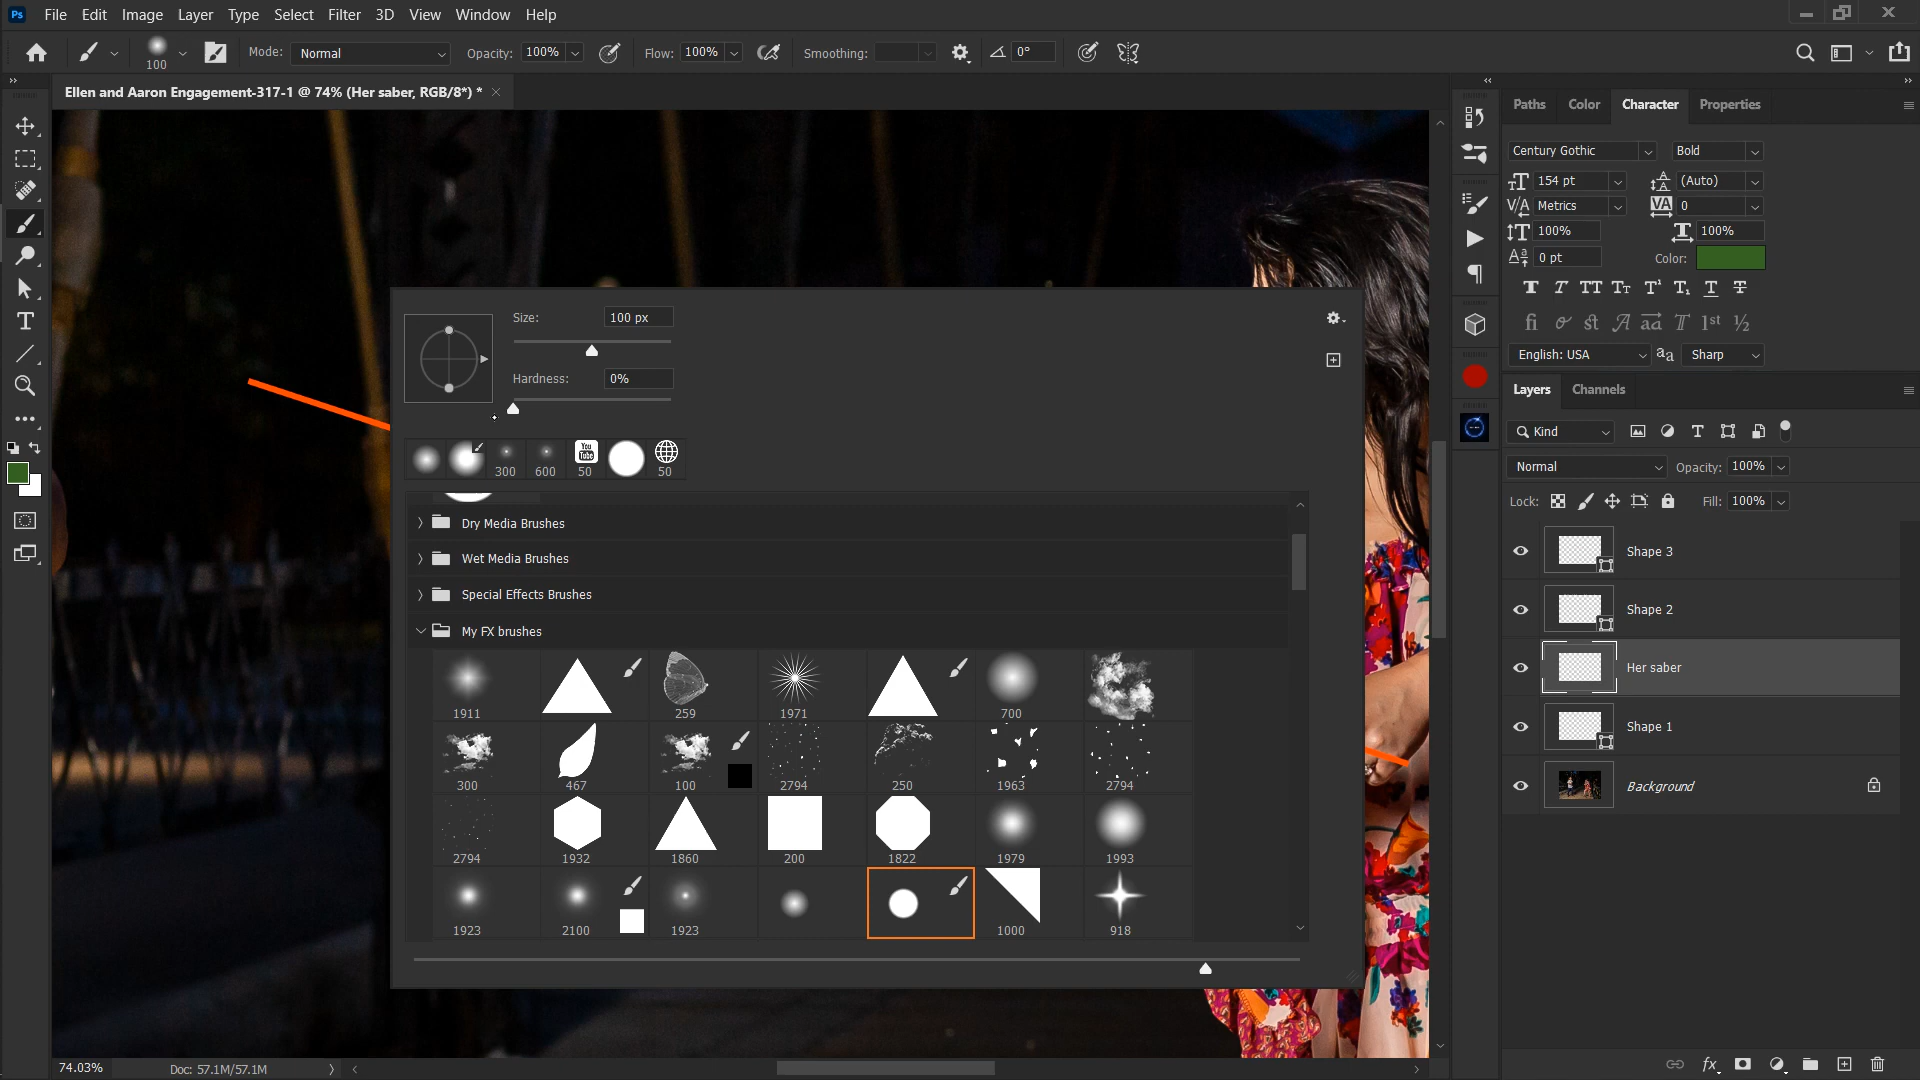 Ps File Edit Image Layer Type Select Filter 3D View Window Help
100 Mode: Normal Opacity: 100% Flow: 100% Smoothing: 0°
Ellen and Aaron Engagement-317-1 @ 74% (Her saber, RGB/8*) *
Paths Color Character Properties
Century Gothic Bold
154 pt (Auto)
Metrics 0
100% 100%
0 pt Color:
English: USA Sharp
Layers Channels
Kind
Normal Opacity: 100%
Lock: Fill: 100%
Shape 3
Shape 2
Her saber
Shape 1
Background
Size: 100 px
Hardness: 0%
You Tube
300 600 50 50
Dry Media Brushes
Wet Media Brushes
Special Effects Brushes
My FX brushes
1911 259 1971 700
300 467 100 2794 250 1963 2794
2794 1932 1860 200 1822 1979 1993
1923 2100 1923 1000 918
74.03% Doc: 57.1M/57.1M
fx